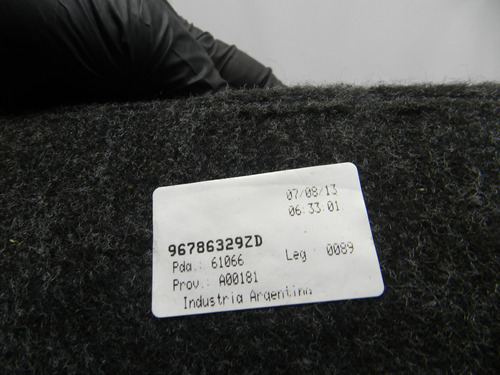 07/08/13
06:33:01
96786329ZD
Pda.: 61066 Leg : 0089
Prov.: A00181
Industria Argentina